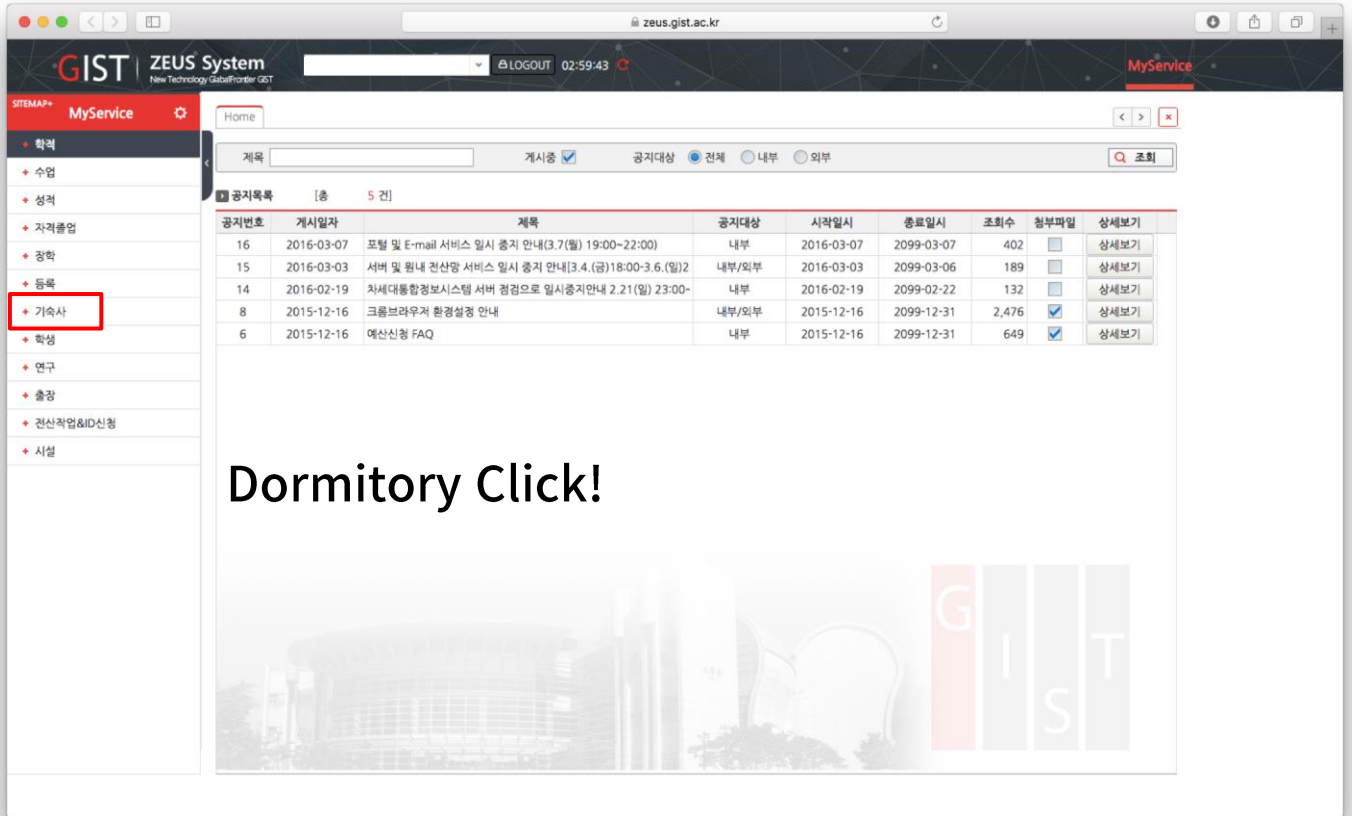 zeus.gist.ac.kr
GIST ZEUS System
New Technology GlobalFrontier GIST
LOGOUT 02:59:43
MyService
SITEMAP+
MyService
Home
학적
수업
성적
자격졸업
장학
등록
기숙사
학생
연구
출장
전산작업&ID신청
시설
제목 게시중 공지대상 전체 내부 외부 조회
공지목록 [총 5 건]
공지번호 게시일자 제목 공지대상 시작일시 종료일시 조회수 첨부파일 상세보기
16 2016-03-07 포털 및 E-mail 서비스 일시 중지 안내(3.7(월) 19:00~22:00) 내부 2016-03-07 2099-03-07 402 상세보기
15 2016-03-03 서버 및 원내 전산망 서비스 일시 중지 안내[3.4.(금)18:00-3.6.(일)2 내부/외부 2016-03-03 2099-03-06 189 상세보기
14 2016-02-19 차세대통합정보시스템 서버 점검으로 일시중지안내 2.21(일) 23:00~ 내부 2016-02-19 2099-02-22 132 상세보기
8 2015-12-16 크롬브라우저 환경설정 안내 내부/외부 2015-12-16 2099-12-31 2,476 상세보기
6 2015-12-16 예산신청 FAQ 내부 2015-12-16 2099-12-31 649 상세보기
Dormitory Click!
GIST